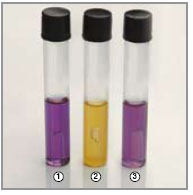 ① ② ③